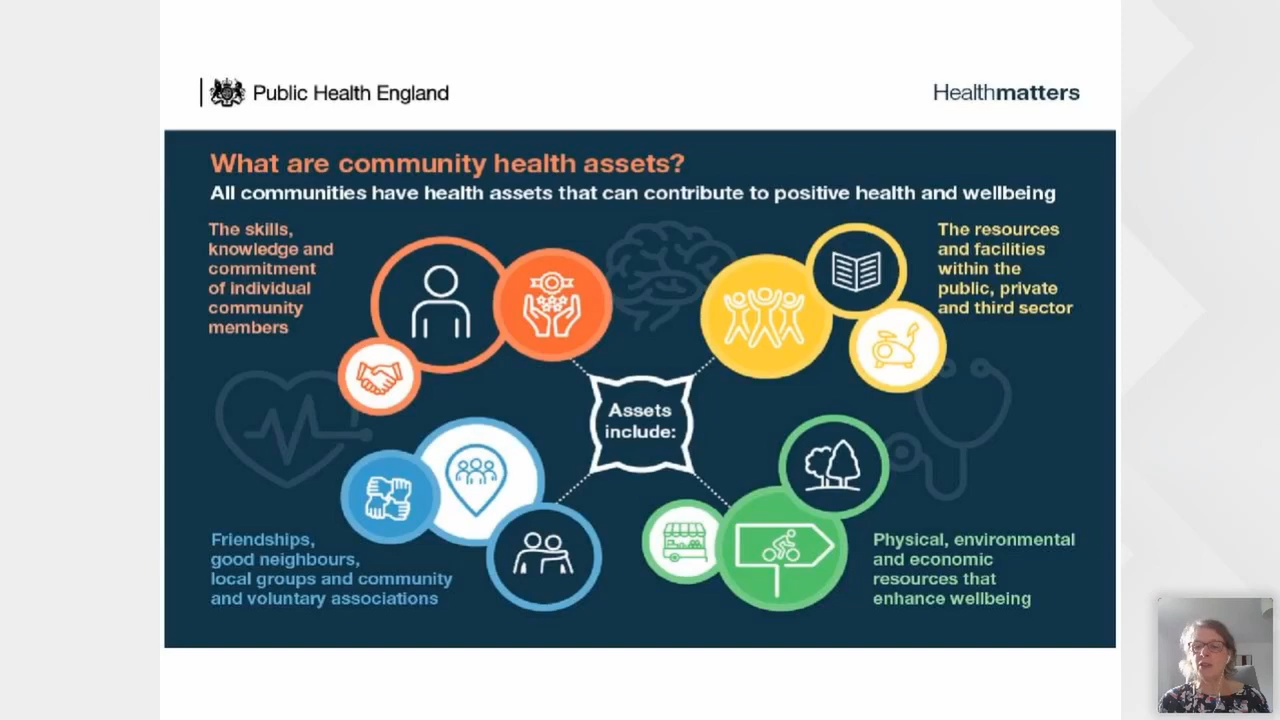 Public Health England
Healthmatters
What are community health assets?
All communities have health assets that can contribute to positive health and wellbeing
The skills,
knowledge and
commitment
of individual
community
members
The resources
and facilities
within the
public, private
and third sector
Assets
include:
Friendships,
good neighbours,
local groups and community
and voluntary associations
Physical, environmental
and economic
resources that
enhance wellbeing